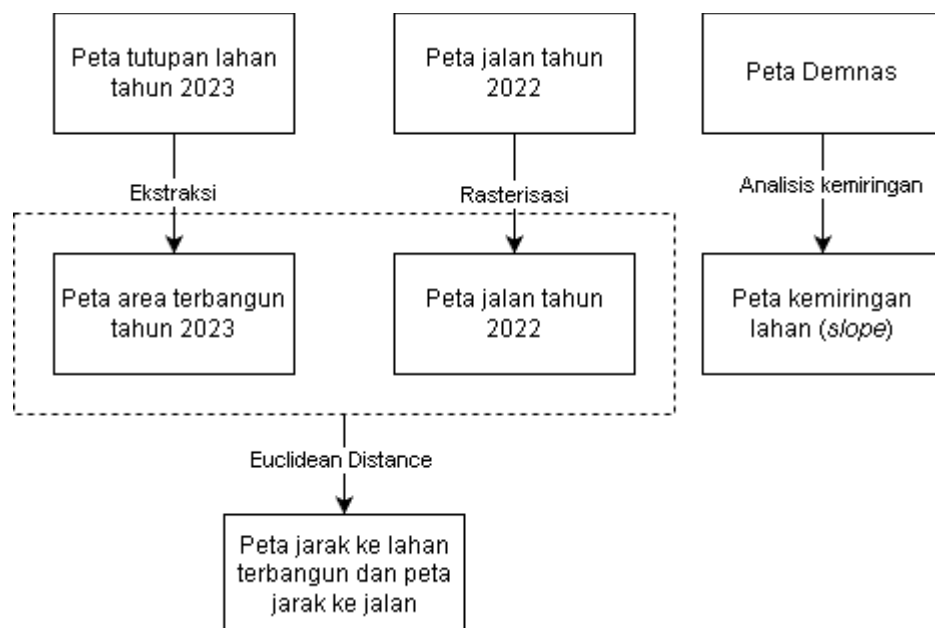 Peta tutupan lahan
tahun 2023
Peta jalan tahun
2022
Peta Demnas
Ekstraksi
Rasterisasi
Analisis kemiringan
Peta area terbangun
tahun 2023
Peta jalan tahun
2022
Peta kemiringan
lahan (slope)
Euclidean Distance
Peta jarak ke lahan
terbangun dan peta
jarak ke jalan